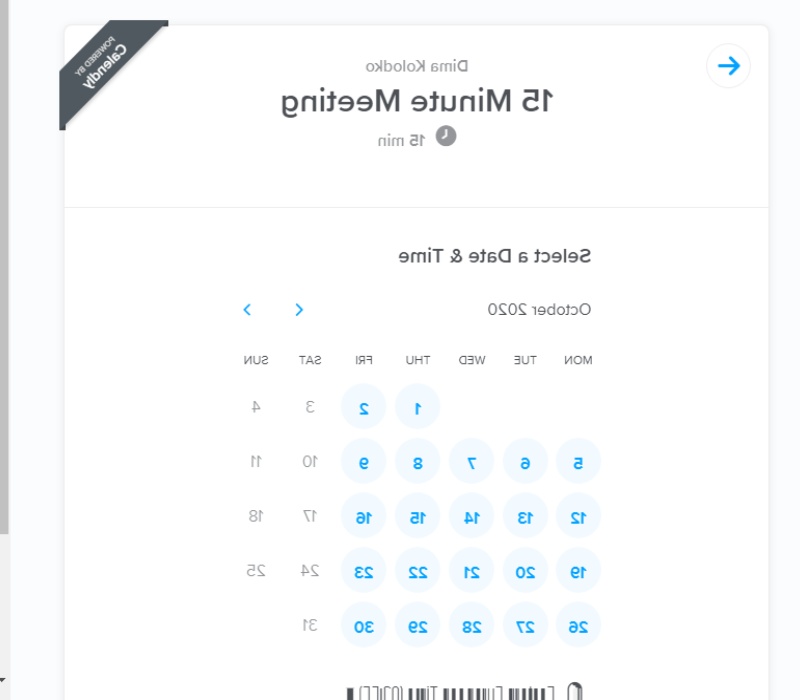 POWERED BY
Calendly
Dima Kolodko
15 Minute Meeting
15 min
Select a Date & Time
October 2020
MON TUE WED THU FRI SAT SUN
1 2 3 4
5 6 7 8 9 10 11
12 13 14 15 16 17 18
19 20 21 22 23 24 25
26 27 28 29 30 31